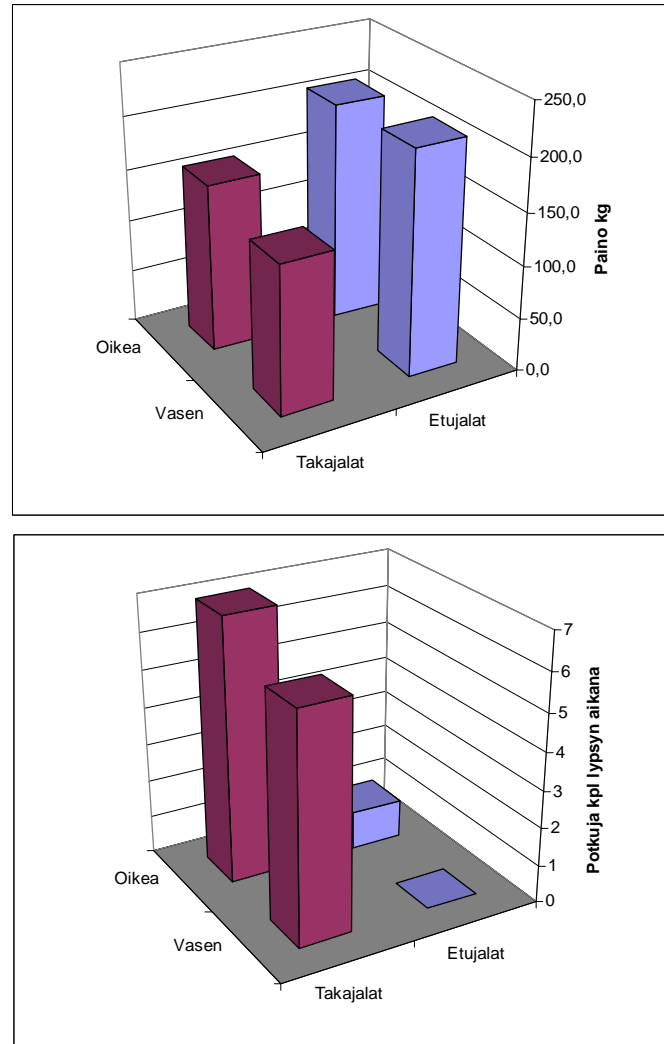 250,0
200,0
150,0
100,0
50,0
0,0
Paino kg
Oikea
Vasen
Takajalat
Etujalat
7
6
5
4
3
2
1
0
Potkuja kpl lypsyn aikana
Oikea
Vasen
Takajalat
Etujalat